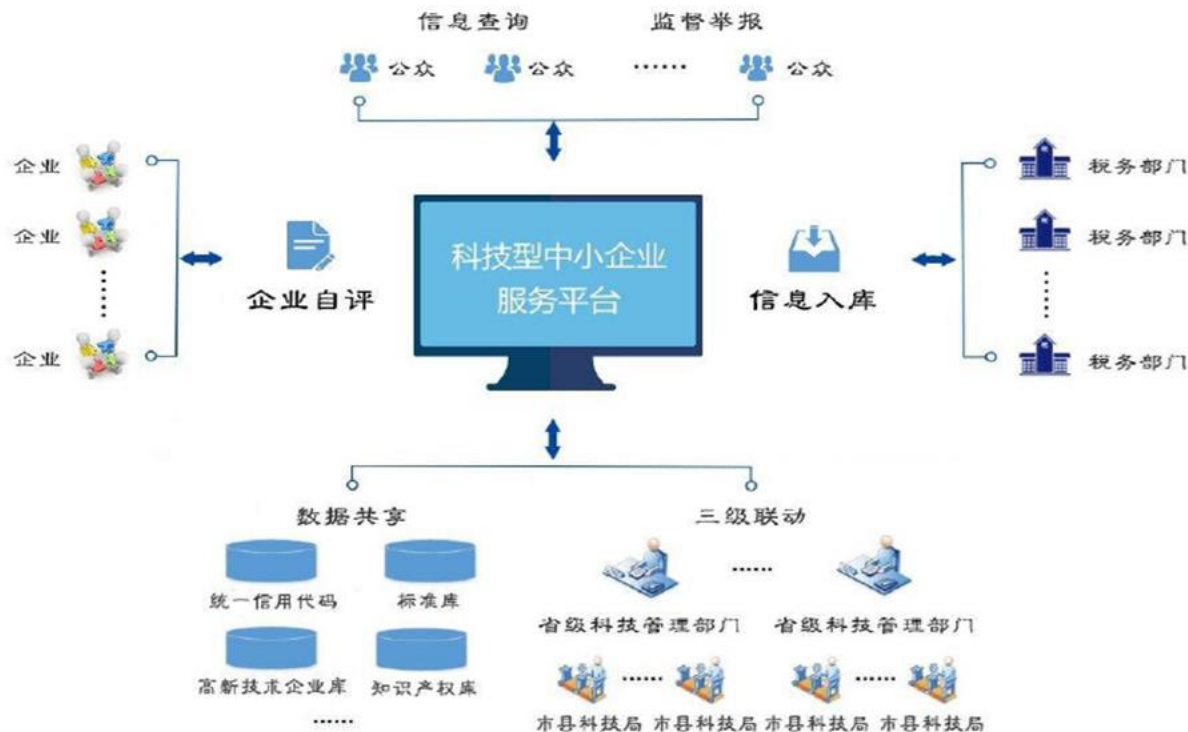 信息查询 监督举报
公众 公众 …… 公众
企业 税务部门
企业 税务部门
科技型中小企业
服务平台
企业自评 信息入库
……
……
企业 税务部门
数据共享 三级联动
……
统一信用代码 标准库
省级科技管理部门 省级科技管理部门
高新技术企业库 知识产权库
…… ……
市县科技局 市县科技局 市县科技局 市县科技局
……